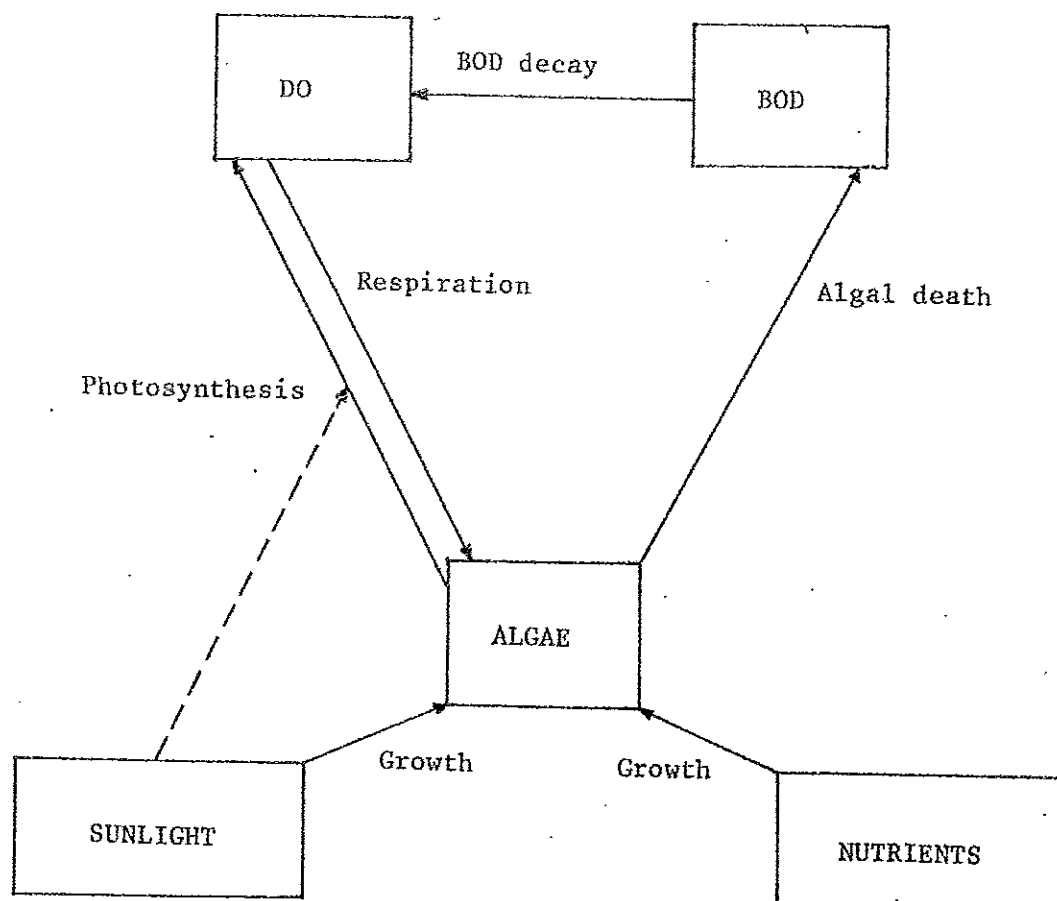 BOD decay
DO
BOD
Respiration
Algal death
Photosynthesis
ALGAE
Growth
Growth
SUNLIGHT
NUTRIENTS